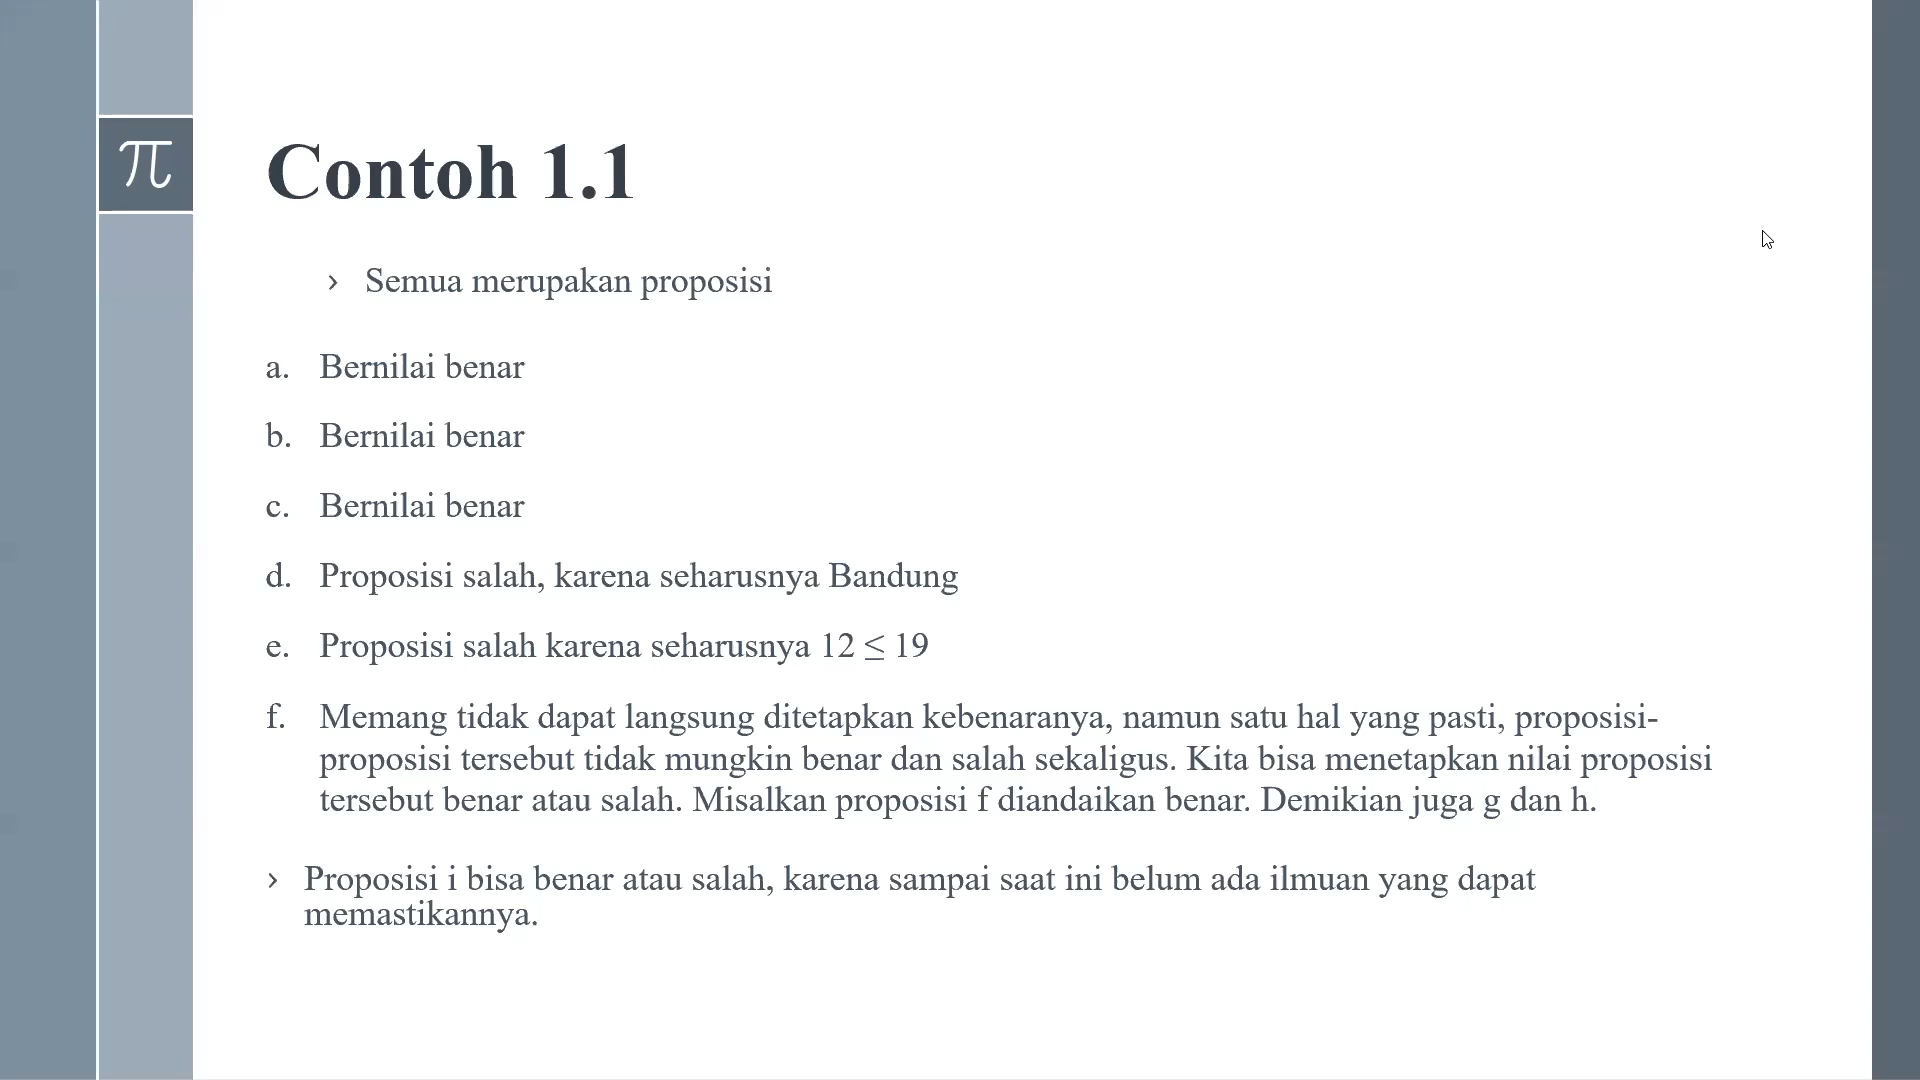 π
Contoh 1.1
› Semua merupakan proposisi
a. Bernilai benar
b. Bernilai benar
c. Bernilai benar
d. Proposisi salah, karena seharusnya Bandung
e. Proposisi salah karena seharusnya 12 ≤ 19
f. Memang tidak dapat langsung ditetapkan kebenaranya, namun satu hal yang pasti, proposisi-
proposisi tersebut tidak mungkin benar dan salah sekaligus. Kita bisa menetapkan nilai proposisi
tersebut benar atau salah. Misalkan proposisi f diandaikan benar. Demikian juga g dan h.
› Proposisi i bisa benar atau salah, karena sampai saat ini belum ada ilmuan yang dapat
memastikannya.